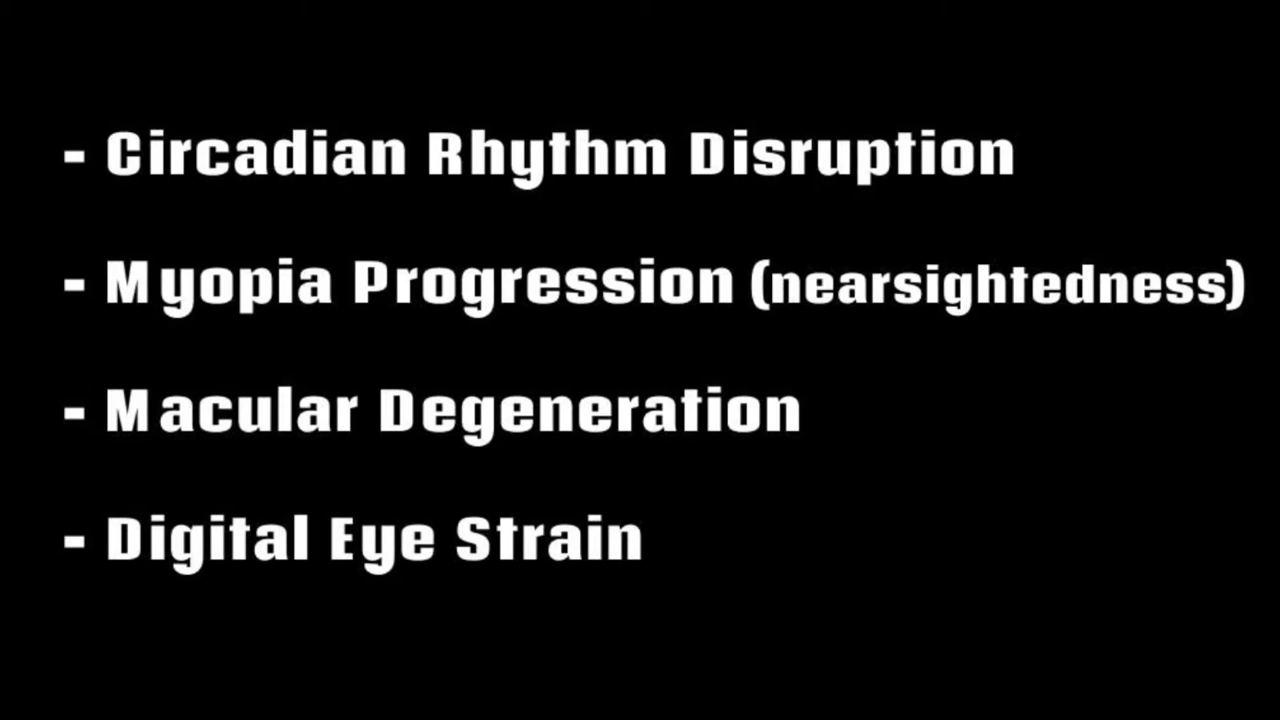 - Circadian Rhythm Disruption
- Myopia Progression (nearsightedness)
- Macular Degeneration
- Digital Eye Strain